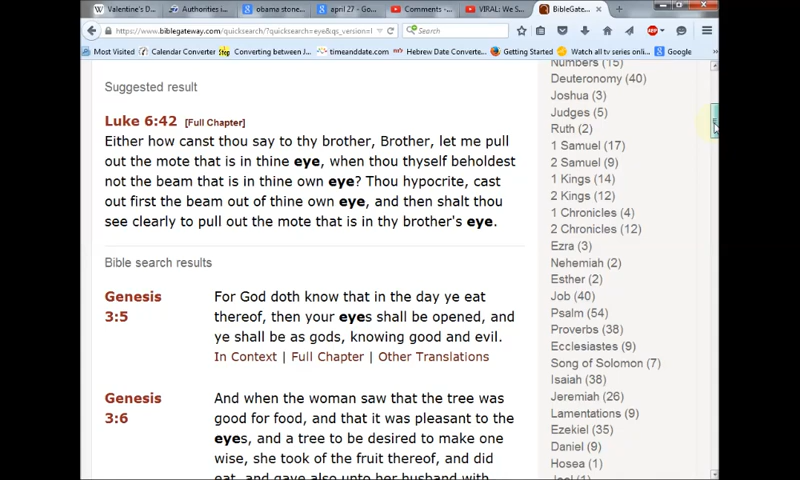 Valentine's D...
Authorities i...
obama stone...
april 27 - Go...
Comments -...
VIRAL: We S...
BibleGatew...
https://www.biblegateway.com/quicksearch/?quicksearch=eye&qs_version=I
Search
ABP
Most Visited
Calendar Converter
Converting between J...
timeanddate.com
Hebrew Date Converte...
Getting Started
Watch all tv series onli...
Google
Suggested result
Luke 6:42 [Full Chapter]
Either how canst thou say to thy brother, Brother, let me pull
out the mote that is in thine eye, when thou thyself beholdest
not the beam that is in thine own eye? Thou hypocrite, cast
out first the beam out of thine own eye, and then shalt thou
see clearly to pull out the mote that is in thy brother's eye.
Bible search results
Genesis
3:5
For God doth know that in the day ye eat
thereof, then your eyes shall be opened, and
ye shall be as gods, knowing good and evil.
In Context | Full Chapter | Other Translations
Genesis
3:6
And when the woman saw that the tree was
good for food, and that it was pleasant to the
eyes, and a tree to be desired to make one
wise, she took of the fruit thereof, and did
eat, and gave also unto her husband with
Numbers (15)
Deuteronomy (40)
Joshua (3)
Judges (5)
Ruth (2)
1 Samuel (17)
2 Samuel (9)
1 Kings (14)
2 Kings (12)
1 Chronicles (4)
2 Chronicles (12)
Ezra (3)
Nehemiah (2)
Esther (2)
Job (40)
Psalm (54)
Proverbs (38)
Ecclesiastes (9)
Song of Solomon (7)
Isaiah (38)
Jeremiah (26)
Lamentations (9)
Ezekiel (35)
Daniel (9)
Hosea (1)